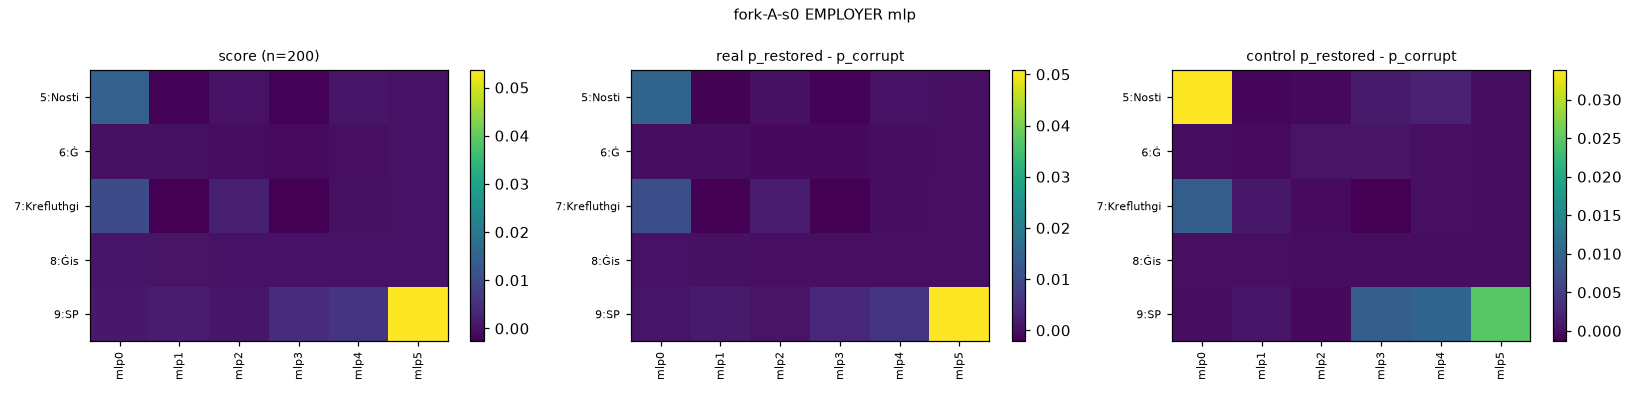 fork-A-s0 EMPLOYER mlp
score (n=200)
5:Nosti
6:Ġ
7:Krefluthgi
8:Ġis
9:SP
mlp0 mlp1 mlp2 mlp3 mlp4 mlp5
0.05
0.04
0.03
0.02
0.01
0.00
real p_restored - p_corrupt
5:Nosti
6:Ġ
7:Krefluthgi
8:Ġis
9:SP
mlp0 mlp1 mlp2 mlp3 mlp4 mlp5
0.05
0.04
0.03
0.02
0.01
0.00
control p_restored - p_corrupt
5:Nosti
6:Ġ
7:Krefluthgi
8:Ġis
9:SP
mlp0 mlp1 mlp2 mlp3 mlp4 mlp5
0.030
0.025
0.020
0.015
0.010
0.005
0.000